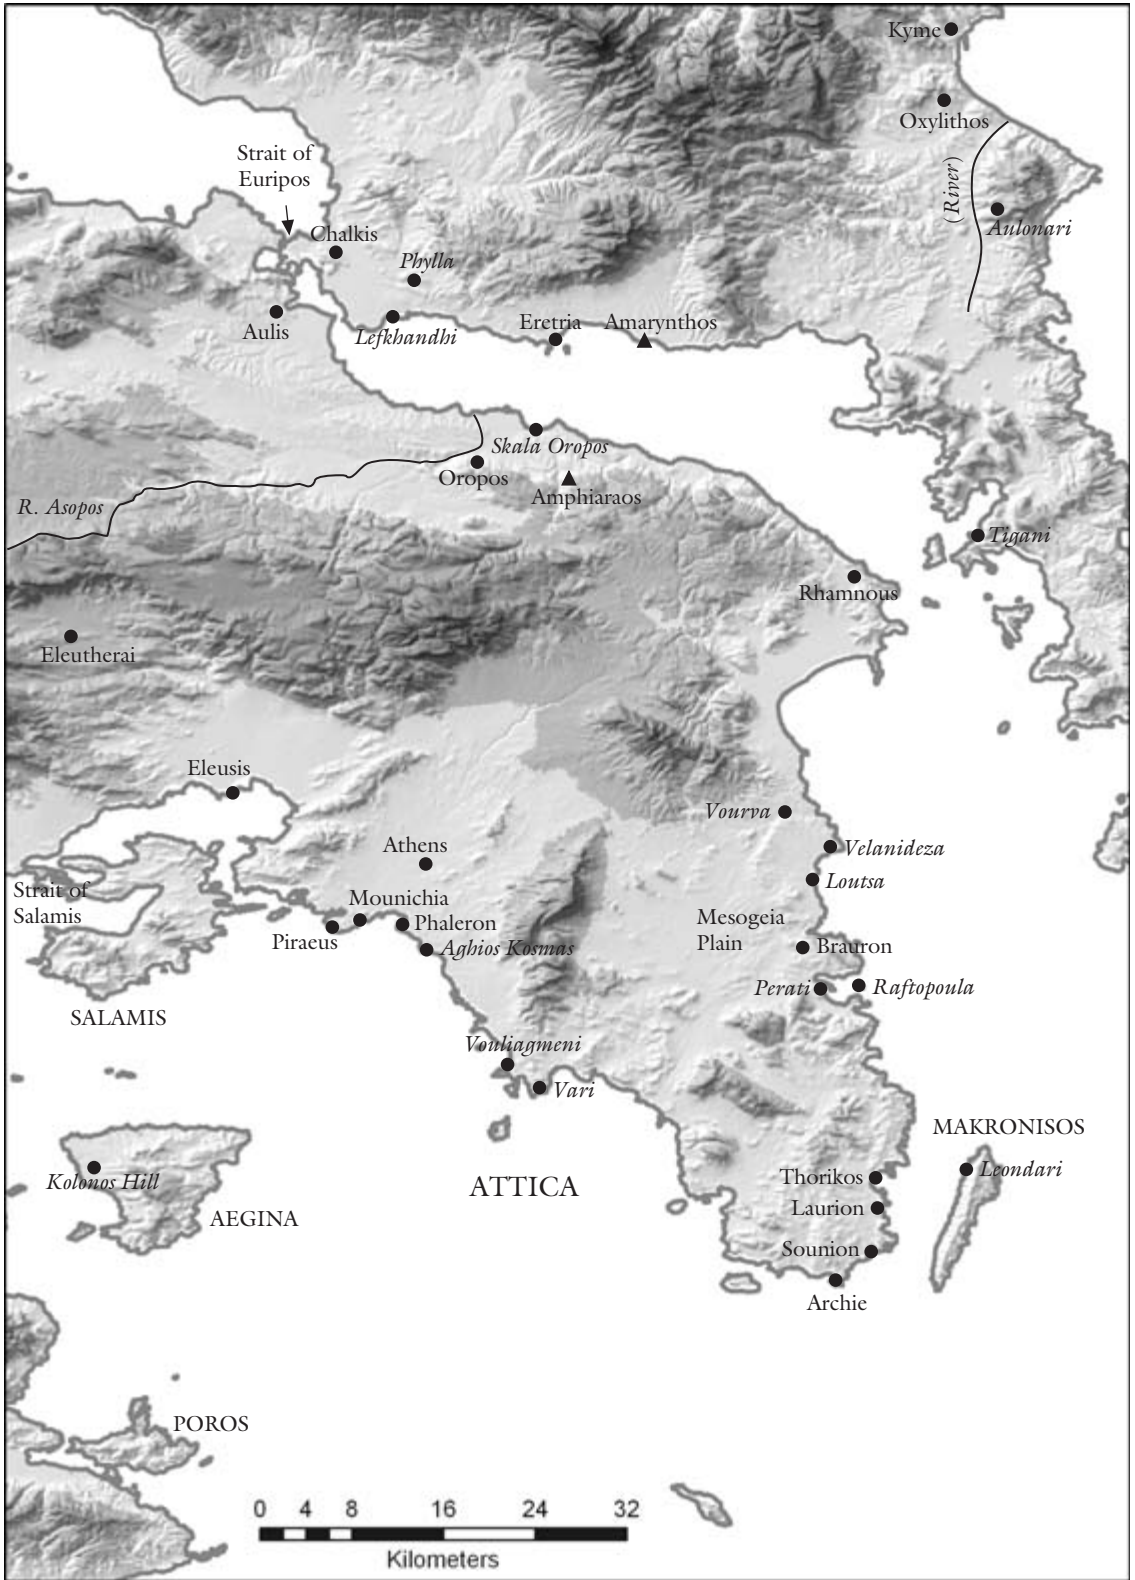 Kyme
Oxylithos
Strait of
Euripos
(River)
Chalkis
Aulonari
Phylla
Eretria
Amarynthos
Aulis
Lefkhandhi
Skala Oropos
Oropos
Amphiaraos
R. Asopos
Tigani
Rhamnous
Eleutherai
Eleusis
Vourva
Athens
Velanideza
Strait of
Salamis
Loutsa
Mounichia
Phaleron
Mesogeia
Plain
Piraeus
Aghios Kosmas
Brauron
Perati
Raftopoula
SALAMIS
Vouliagmeni
Vari
MAKRONISOS
Kolonos Hill
Leondari
ATTICA
Thorikos
AEGINA
Laurion
Sounion
Archie
POROS
0 4 8 16 24 32
Kilometers